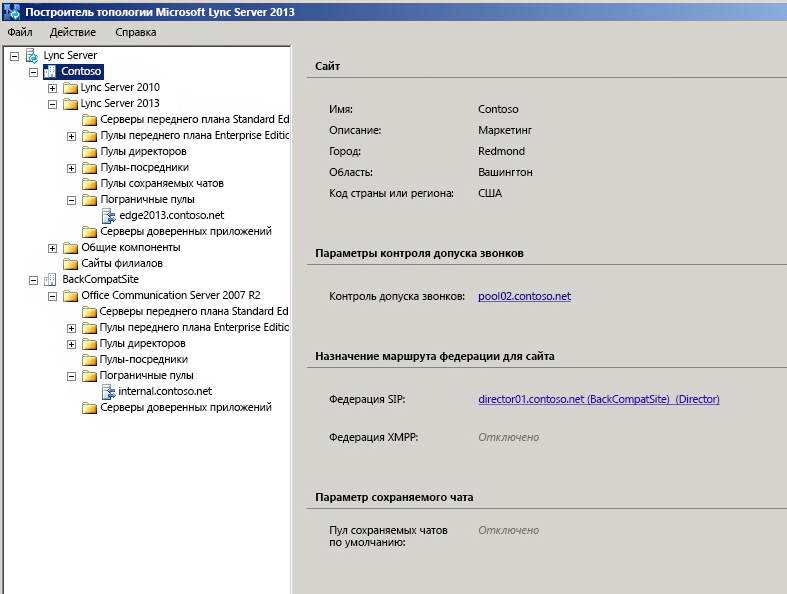 Построитель топологии Microsoft Lync Server 2013
Файл Действие Справка
Lync Server
Contoso
Lync Server 2010
Lync Server 2013
Серверы переднего плана Standard Ed
Пулы переднего плана Enterprise Editic
Пулы директоров
Пулы-посредники
Пулы сохраняемых чатов
Пограничные пулы
edge2013.contoso.net
Серверы доверенных приложений
Общие компоненты
Сайты филиалов
BackCompatSite
Office Communication Server 2007 R2
Серверы переднего плана Standard Ed
Пулы переднего плана Enterprise Editio
Пулы директоров
Пулы-посредники
Пограничные пулы
internal.contoso.net
Серверы доверенных приложений
Сайт
Имя: Contoso
Описание: Маркетинг
Город: Redmond
Область: Вашингтон
Код страны или региона: США
Параметры контроля допуска звонков
Контроль допуска звонков: pool02.contoso.net
Назначение маршрута федерации для сайта
Федерация SIP: director01.contoso.net (BackCompatSite) (Director)
Федерация XMPP: Отключено
Параметр сохраняемого чата
Пул сохраняемых чатов Отключено
по умолчанию: